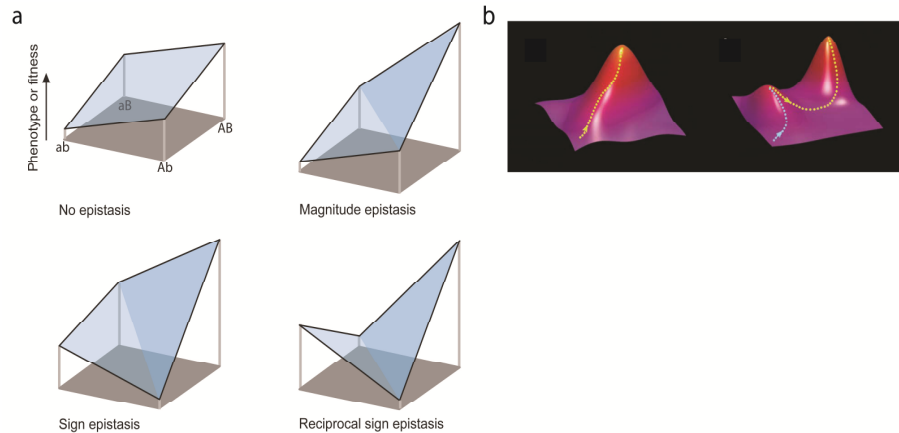 a
b
Phenotype or fitness
aB
ab
AB
Ab
No epistasis
Magnitude epistasis
Sign epistasis
Reciprocal sign epistasis